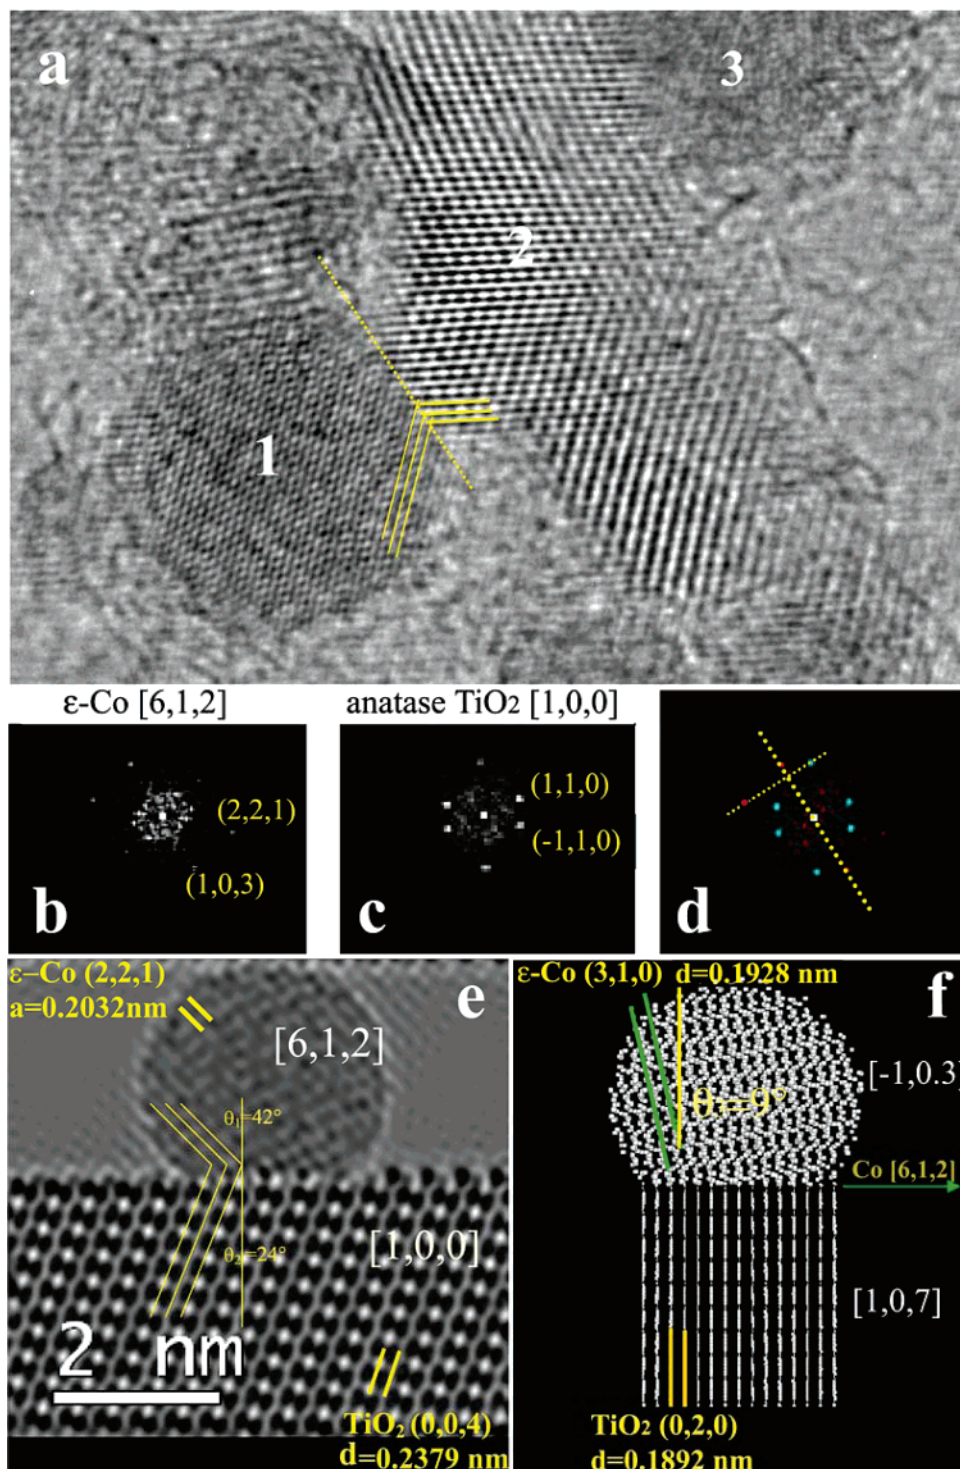 a
3
2
1
ε-Co [6,1,2]
anatase TiO2 [1,0,0]
(2,2,1)
(1,0,3)
b
(1,1,0)
(-1,1,0)
c
d
ε–Co (2,2,1)
a=0.2032nm
e
[6,1,2]
θ1=42°
θ2=24°
[1,0,0]
2 nm
TiO2 (0,0,4)
d=0.2379 nm
ε-Co (3,1,0) d=0.1928 nm
f
[-1,0.3]
θ3=9°
Co [6,1,2]
[1,0,7]
TiO2 (0,2,0)
d=0.1892 nm